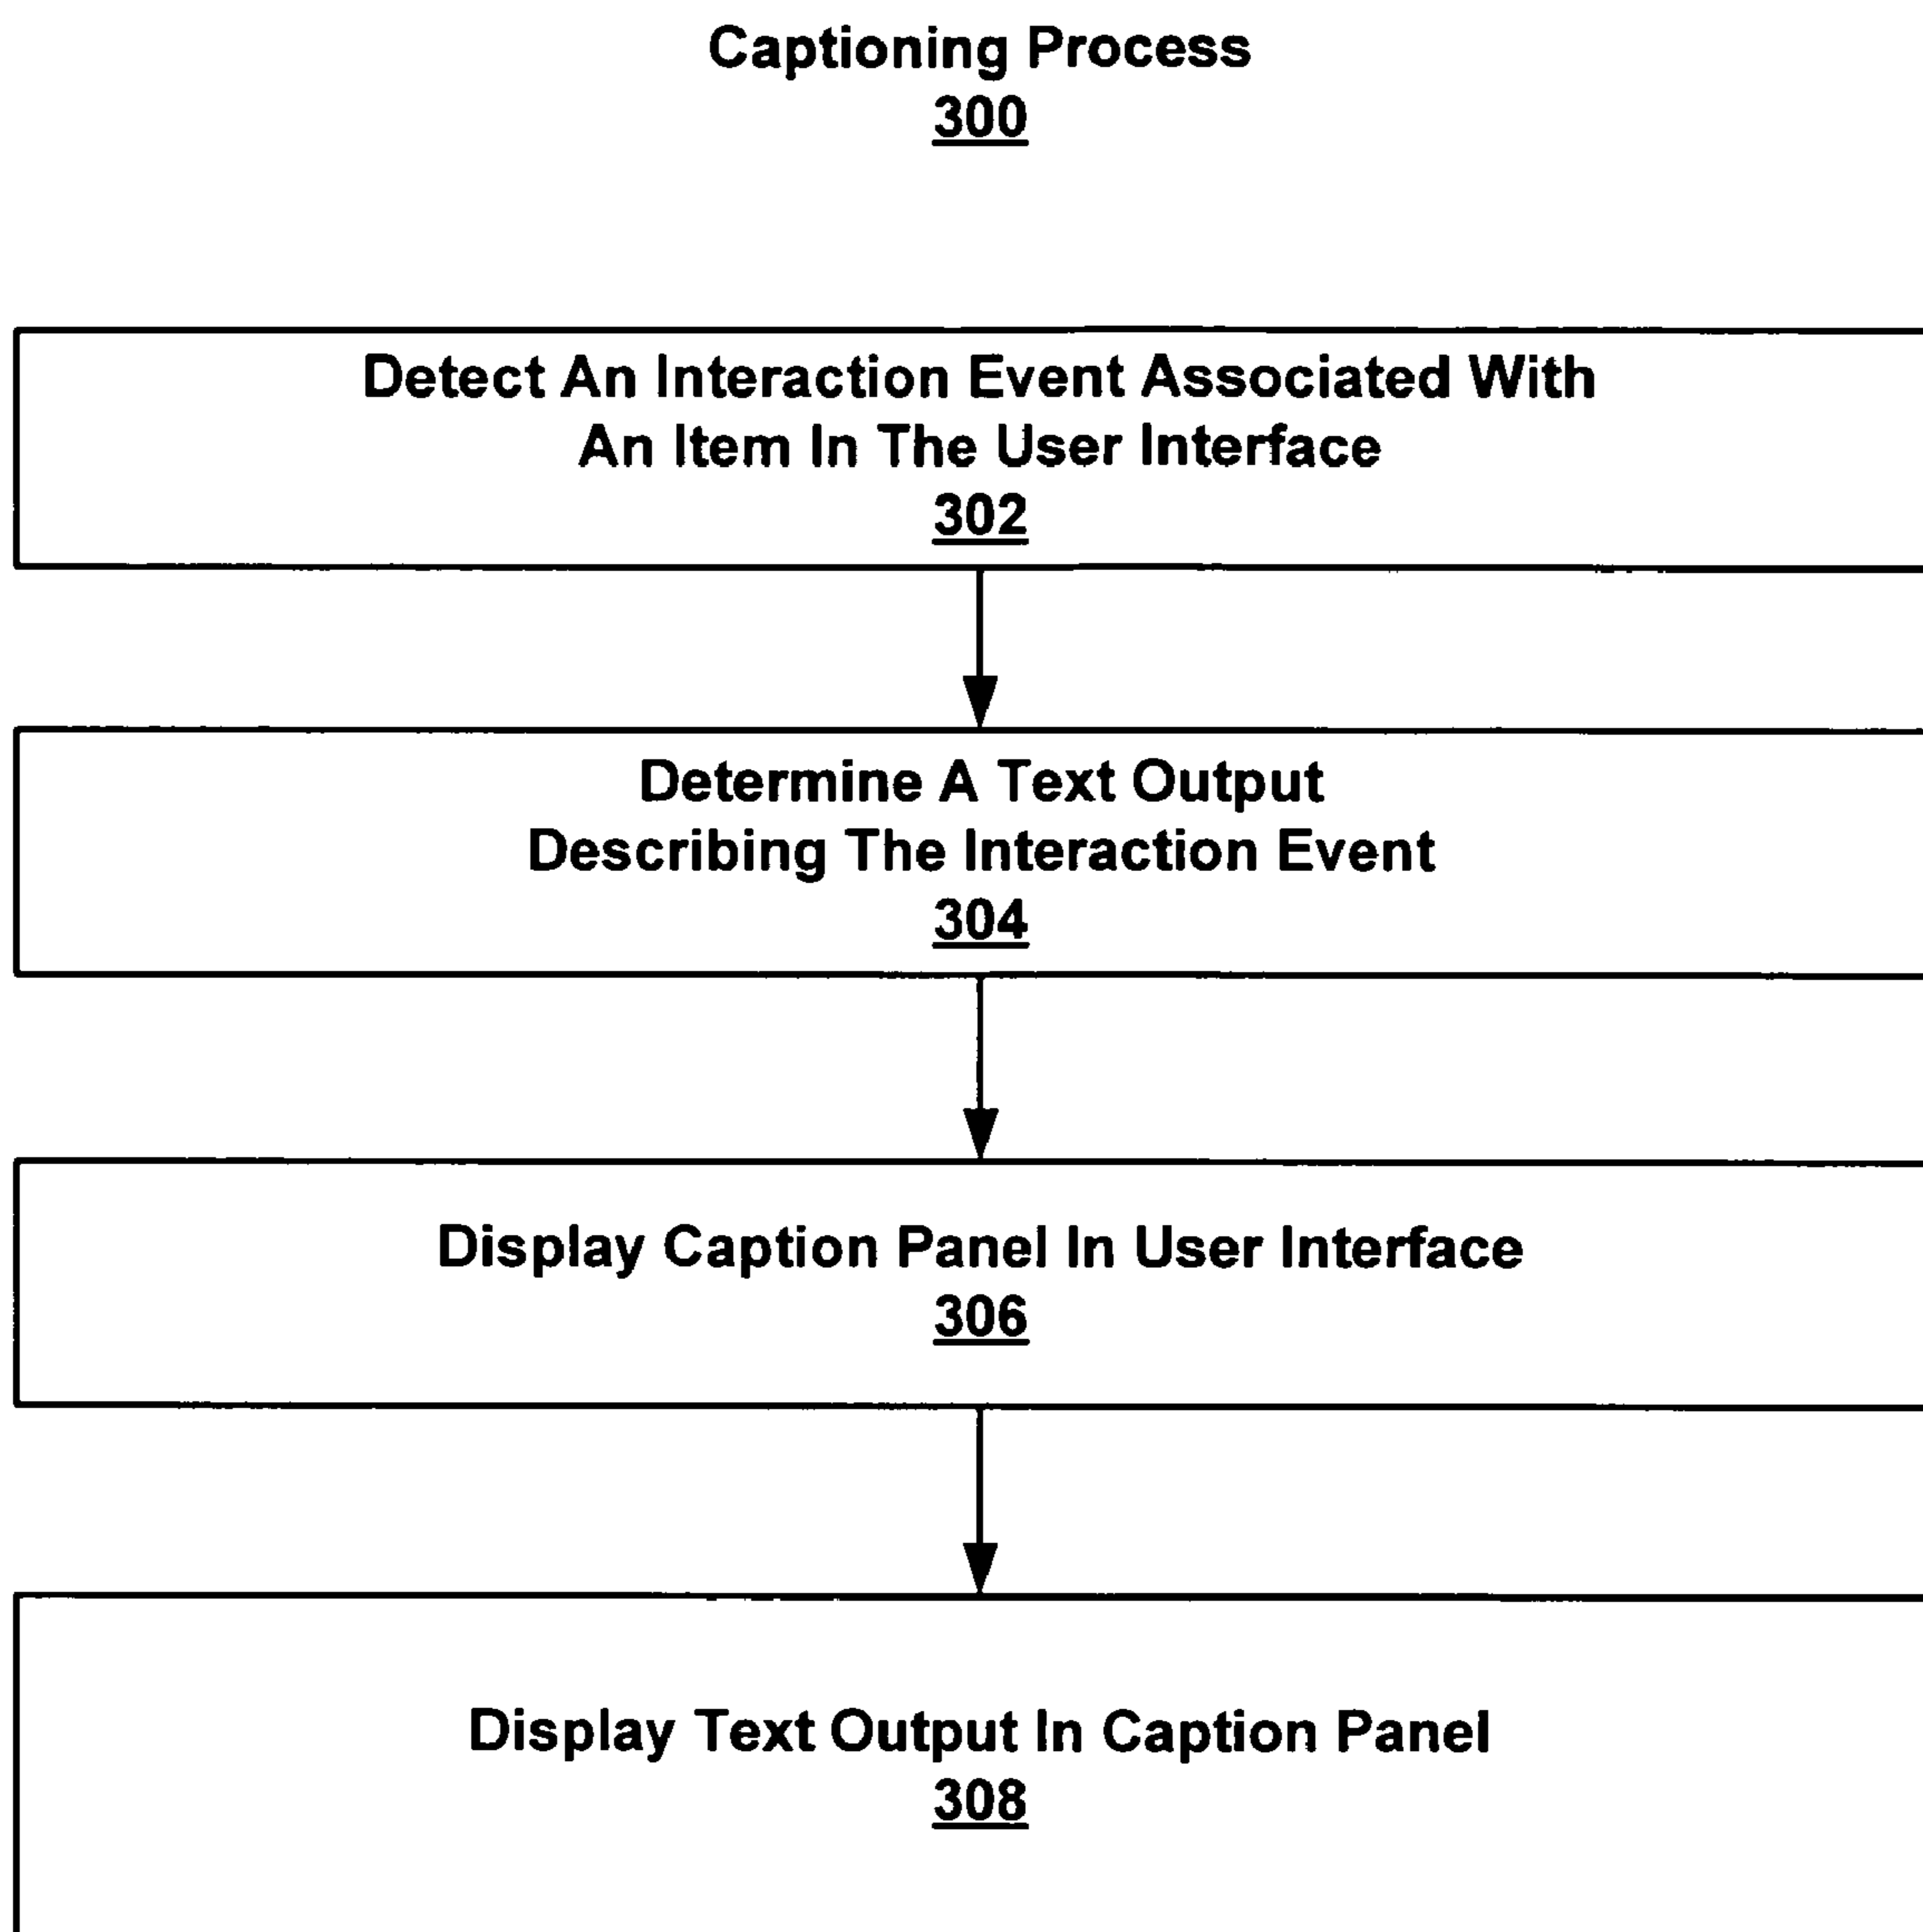 Captioning Process
300
Detect An Interaction Event Associated With
An Item In The User Interface
302
Determine A Text Output
Describing The Interaction Event
304
Display Caption Panel In User Interface
306
Display Text Output In Caption Panel
308